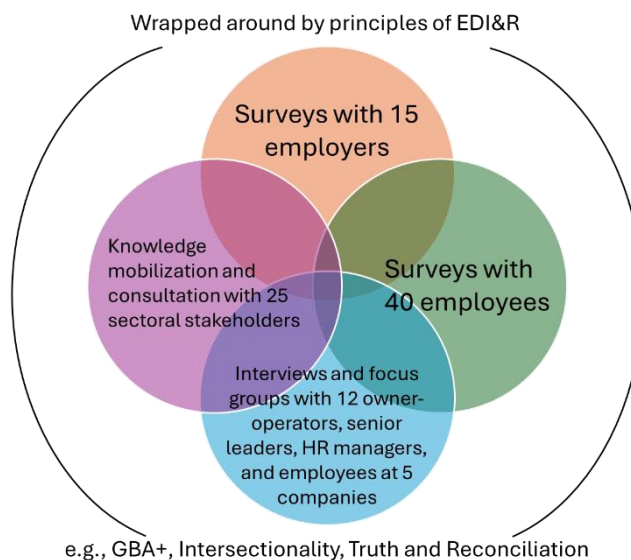 Wrapped around by principles of EDI&R
Surveys with 15
employers
Knowledge
mobilization and
consultation with 25
sectoral stakeholders
Surveys with
40 employees
Interviews and focus
groups with 12 owner-
operators, senior
leaders, HR managers,
and employees at 5
companies
e.g., GBA+, Intersectionality, Truth and Reconciliation